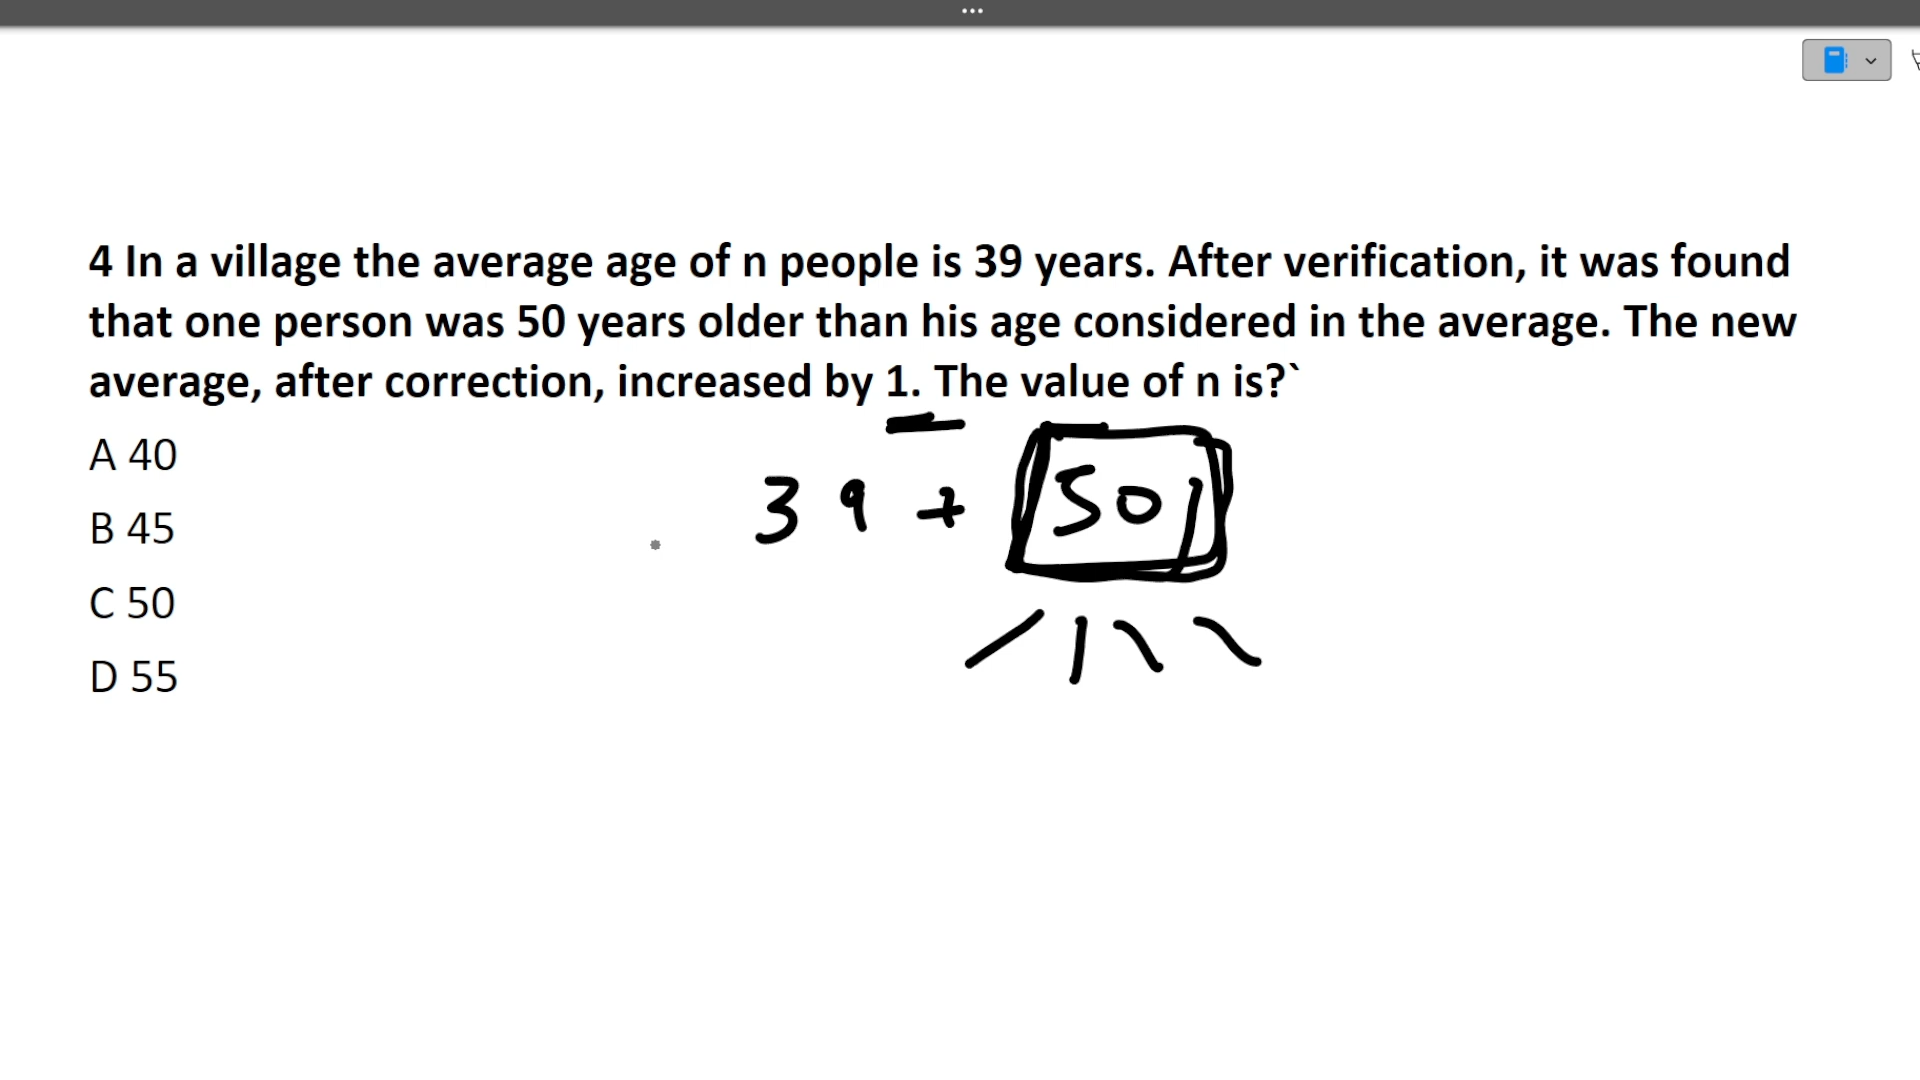 4 In a village the average age of n people is 39 years. After verification, it was found
that one person was 50 years older than his age considered in the average. The new
average, after correction, increased by 1. The value of n is?`
A 40
B 45
C 50
D 55
39 + 50